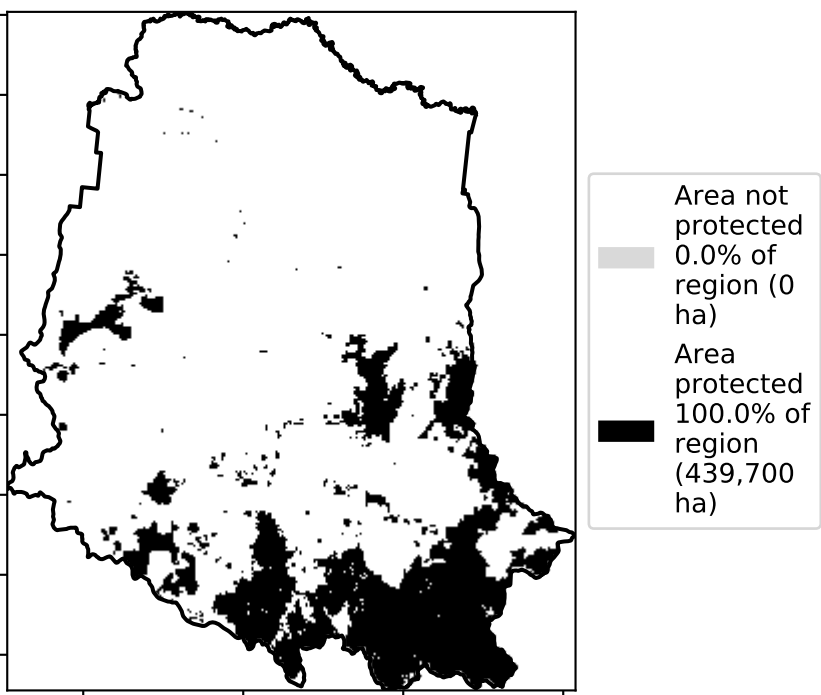 Area not
protected
0.0% of
region (0
ha)
Area
protected
100.0% of
region
(439,700
ha)